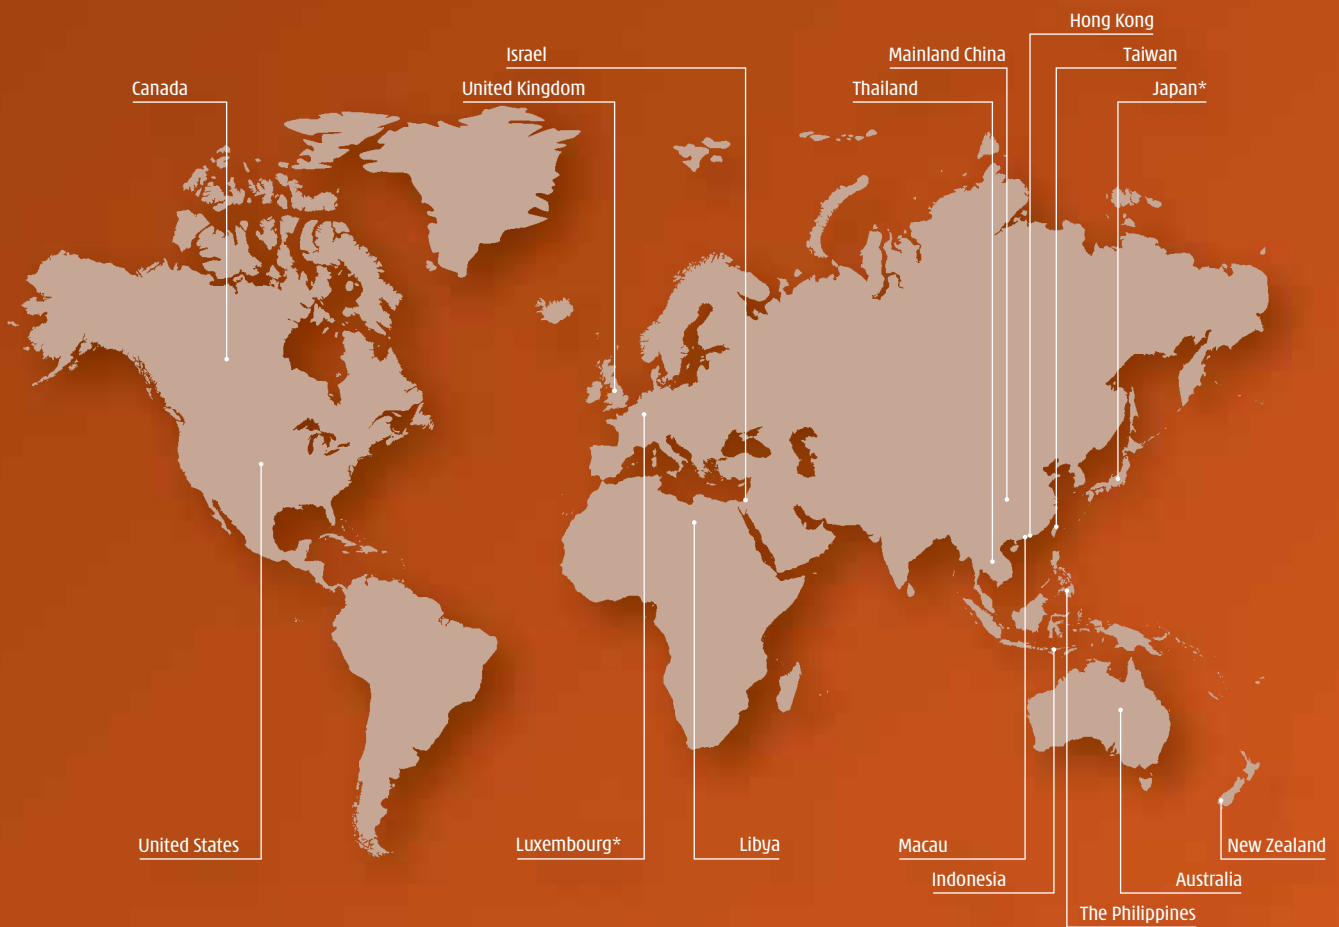 Hong Kong
Israel
Mainland China
Taiwan
Canada
United Kingdom
Thailand
Japan*
United States
Luxembourg*
Libya
Macau
New Zealand
Indonesia
Australia
The Philippines